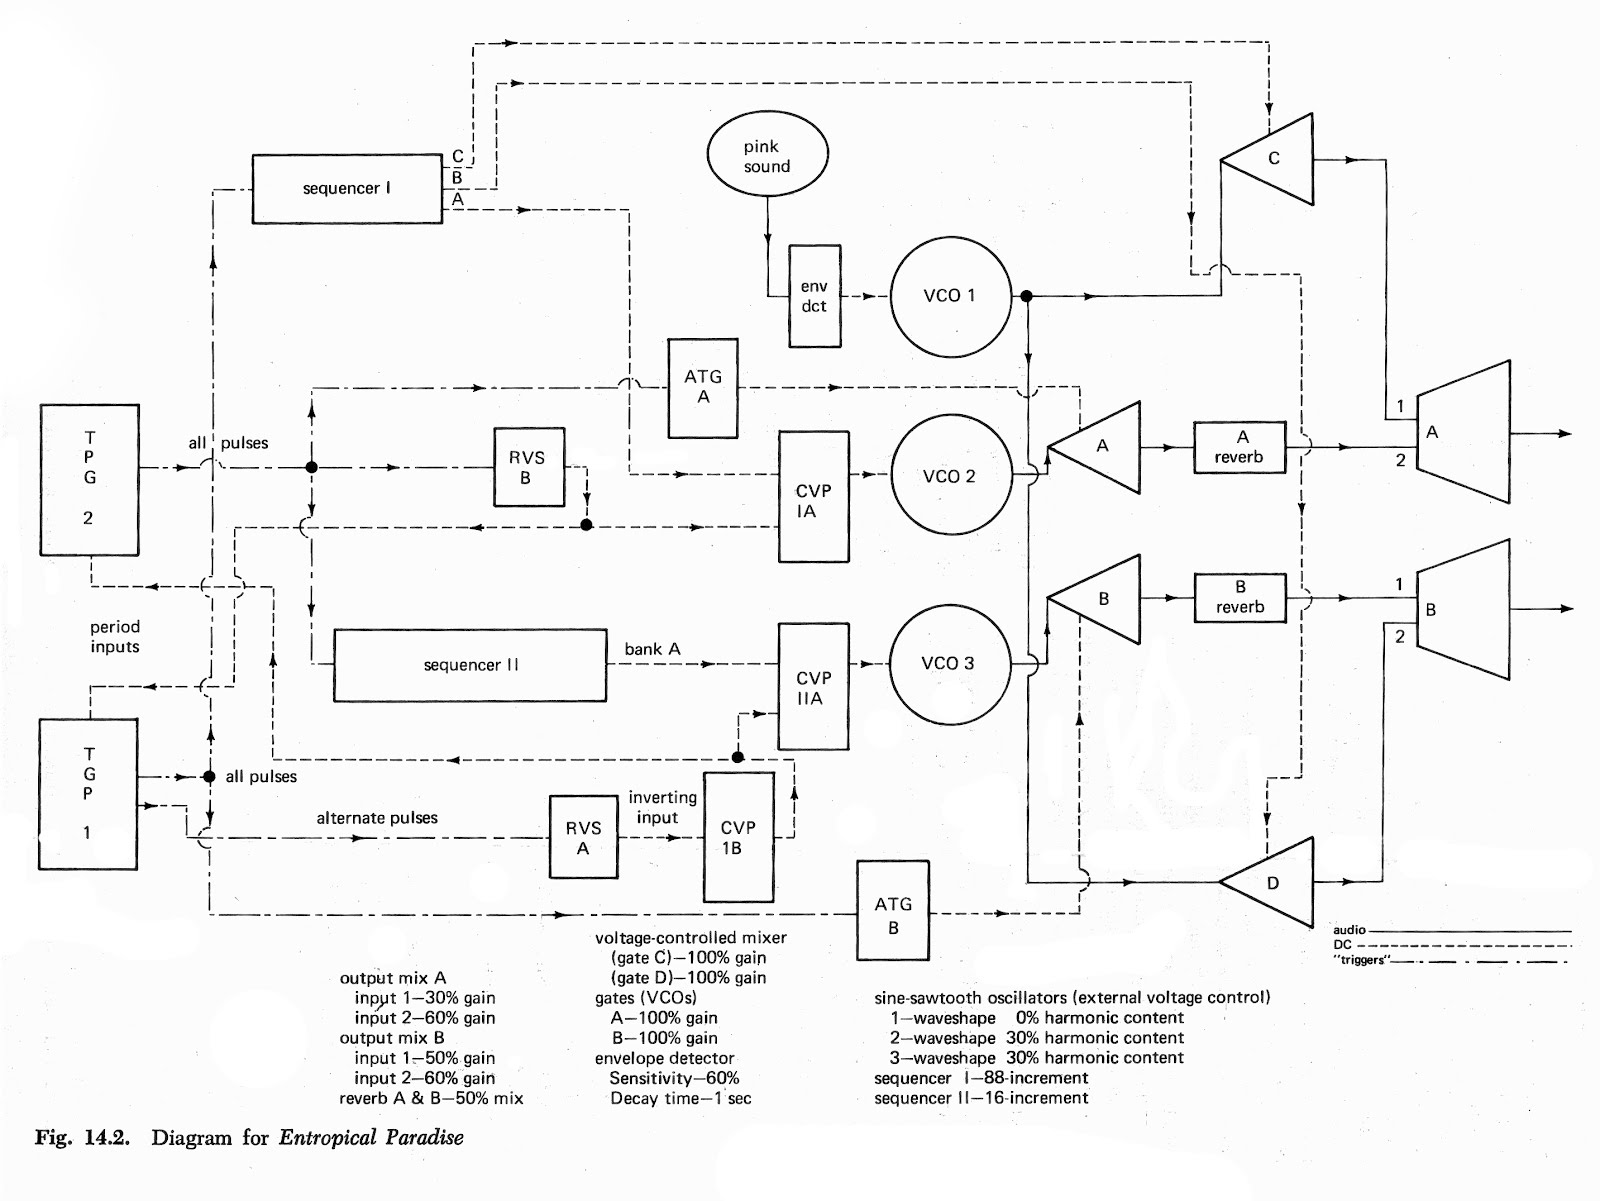 C
B
A
sequencer I
pink
sound
C
env
dct
VCO 1
ATG
A
T
P
G
2
all pulses
RVS
B
CVP
IA
VCO 2
A
A
reverb
1
A
2
period
inputs
sequencer II
bank A
CVP
IIA
VCO 3
B
B
reverb
1
B
2
T
G
P
1
all pulses
alternate pulses
RVS
A
inverting
input
CVP
1B
ATG
B
D
audio
DC
"triggers"
output mix A
input 1—30% gain
input 2—60% gain
output mix B
input 1—50% gain
input 2—60% gain
reverb A & B—50% mix
voltage-controlled mixer
(gate C)—100% gain
(gate D)—100% gain
gates (VCOs)
A—100% gain
B—100% gain
envelope detector
Sensitivity—60%
Decay time—1 sec
sine-sawtooth oscillators (external voltage control)
1—waveshape 0% harmonic content
2—waveshape 30% harmonic content
3—waveshape 30% harmonic content
sequencer I—88-increment
sequencer II—16-increment
Fig. 14.2. Diagram for Entropical Paradise